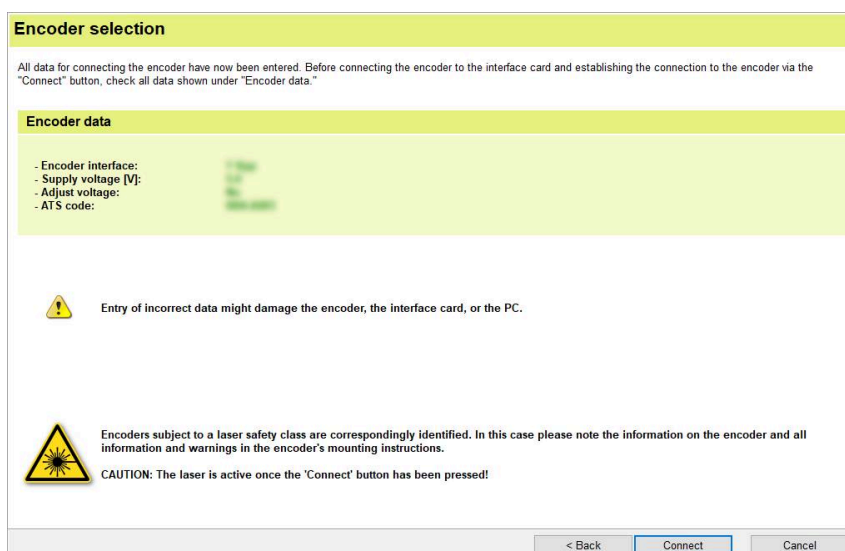 Encoder selection
All data for connecting the encoder have now been entered. Before connecting the encoder to the interface card and establishing the connection to the encoder via the
"Connect" button, check all data shown under "Encoder data."
Encoder data
- Encoder interface:
- Supply voltage [V]:
- Adjust voltage:
- ATS code:
Entry of incorrect data might damage the encoder, the interface card, or the PC.
Encoders subject to a laser safety class are correspondingly identified. In this case please note the information on the encoder and all
information and warnings in the encoder's mounting instructions.
CAUTION: The laser is active once the 'Connect' button has been pressed!
< Back Connect Cancel